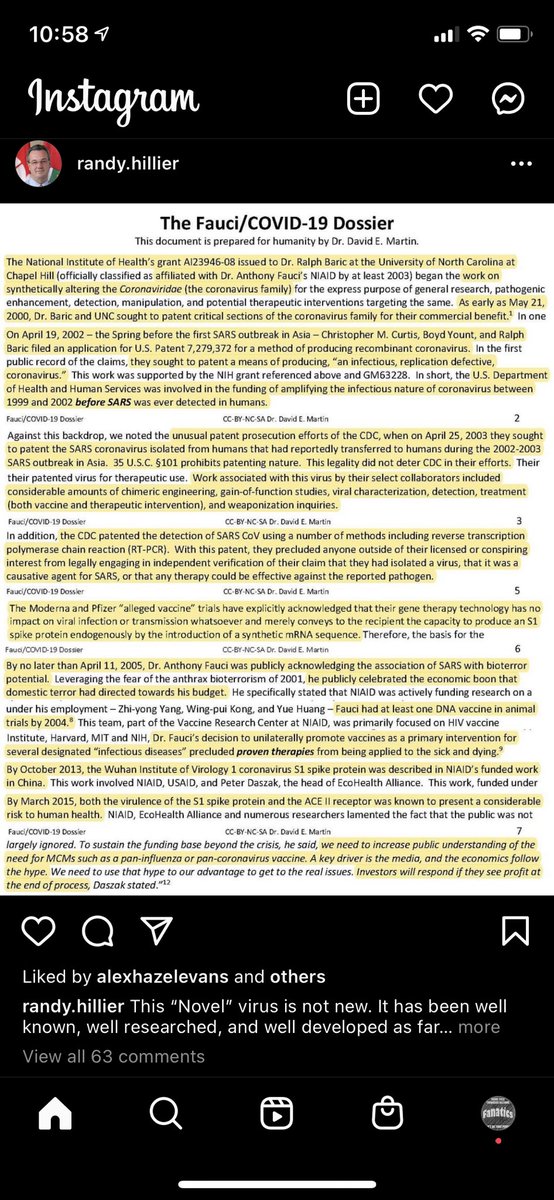 10:58
Instagram
randy.hillier
The Fauci/COVID-19 Dossier
This document is prepared for humanity by Dr. David E. Martin.
The National Institute of Health's grant AI23946-08 issued to Dr. Ralph Baric at the University of North Carolina at
Chapel Hill (officially classified as affiliated with Dr. Anthony Fauci's NIAID by at least 2003) began the work on
synthetically altering the Coronaviridae (the coronavirus family) for the express purpose of general research, pathogenic
enhancement, detection, manipulation, and potential therapeutic interventions targeting the same. As early as May 21,
2000, Dr. Baric and UNC sought to patent critical sections of the coronavirus family for their commercial benefit.1 In one
On April 19, 2002 – the Spring before the first SARS outbreak in Asia – Christopher M. Curtis, Boyd Yount, and Ralph
Baric filed an application for U.S. Patent 7,279,372 for a method of producing recombinant coronavirus. In the first
public record of the claims, they sought to patent a means of producing, "an infectious, replication defective,
coronavirus." This work was supported by the NIH grant referenced above and GM63228. In short, the U.S. Department
of Health and Human Services was involved in the funding of amplifying the infectious nature of coronavirus between
1999 and 2002 before SARS was ever detected in humans.
Fauci/COVID-19 Dossier CC-BY-NC-SA Dr. David E. Martin 2
Against this backdrop, we noted the unusual patent prosecution efforts of the CDC, when on April 25, 2003 they sought
to patent the SARS coronavirus isolated from humans that had reportedly transferred to humans during the 2002-2003
SARS outbreak in Asia. 35 U.S.C. §101 prohibits patenting nature. This legality did not deter CDC in their efforts. Their
their patented virus for therapeutic use. Work associated with this virus by their select collaborators included
considerable amounts of chimeric engineering, gain-of-function studies, viral characterization, detection, treatment
(both vaccine and therapeutic intervention), and weaponization inquiries.
Fauci/COVID-19 Dossier CC-BY-NC-SA Dr. David E. Martin 3
In addition, the CDC patented the detection of SARS CoV using a number of methods including reverse transcription
polymerase chain reaction (RT-PCR). With this patent, they precluded anyone outside of their licensed or conspiring
interest from legally engaging in independent verification of their claim that they had isolated a virus, that it was a
causative agent for SARS, or that any therapy could be effective against the reported pathogen.
Fauci/COVID-19 Dossier CC-BY-NC-SA Dr. David E. Martin 5
The Moderna and Pfizer "alleged vaccine" trials have explicitly acknowledged that their gene therapy technology has no
impact on viral infection or transmission whatsoever and merely conveys to the recipient the capacity to produce an S1
spike protein endogenously by the introduction of a synthetic mRNA sequence. Therefore, the basis for the
Fauci/COVID-19 Dossier CC-BY-NC-SA Dr. David E. Martin 6
By no later than April 11, 2005, Dr. Anthony Fauci was publicly acknowledging the association of SARS with bioterror
potential. Leveraging the fear of the anthrax bioterrorism of 2001, he publicly celebrated the economic boon that
domestic terror had directed towards his budget. He specifically stated that NIAID was actively funding research on a
under his employment – Zhi-yong Yang, Wing-pui Kong, and Yue Huang – Fauci had at least one DNA vaccine in animal
trials by 2004.8 This team, part of the Vaccine Research Center at NIAID, was primarily focused on HIV vaccine
Institute, Harvard, MIT and NIH, Dr. Fauci's decision to unilaterally promote vaccines as a primary intervention for
several designated "infectious diseases" precluded proven therapies from being applied to the sick and dying.9
By October 2013, the Wuhan Institute of Virology 1 coronavirus S1 spike protein was described in NIAID's funded work
in China. This work involved NIAID, USAID, and Peter Daszak, the head of EcoHealth Alliance. This work, funded under
By March 2015, both the virulence of the S1 spike protein and the ACE II receptor was known to present a considerable
risk to human health. NIAID, EcoHealth Alliance and numerous researchers lamented the fact that the public was not
Fauci/COVID-19 Dossier CC-BY-NC-SA Dr. David E. Martin 7
largely ignored. To sustain the funding base beyond the crisis, he said, we need to increase public understanding of the
need for MCMs such as a pan-influenza or pan-coronavirus vaccine. A key driver is the media, and the economics follow
the hype. We need to use that hype to our advantage to get to the real issues. Investors will respond if they see profit at
the end of process, Daszak stated."12
Liked by alexhazelevans and others
randy.hillier This "Novel" virus is not new. It has been well
known, well researched, and well developed as far... more
View all 63 comments
Fanatics